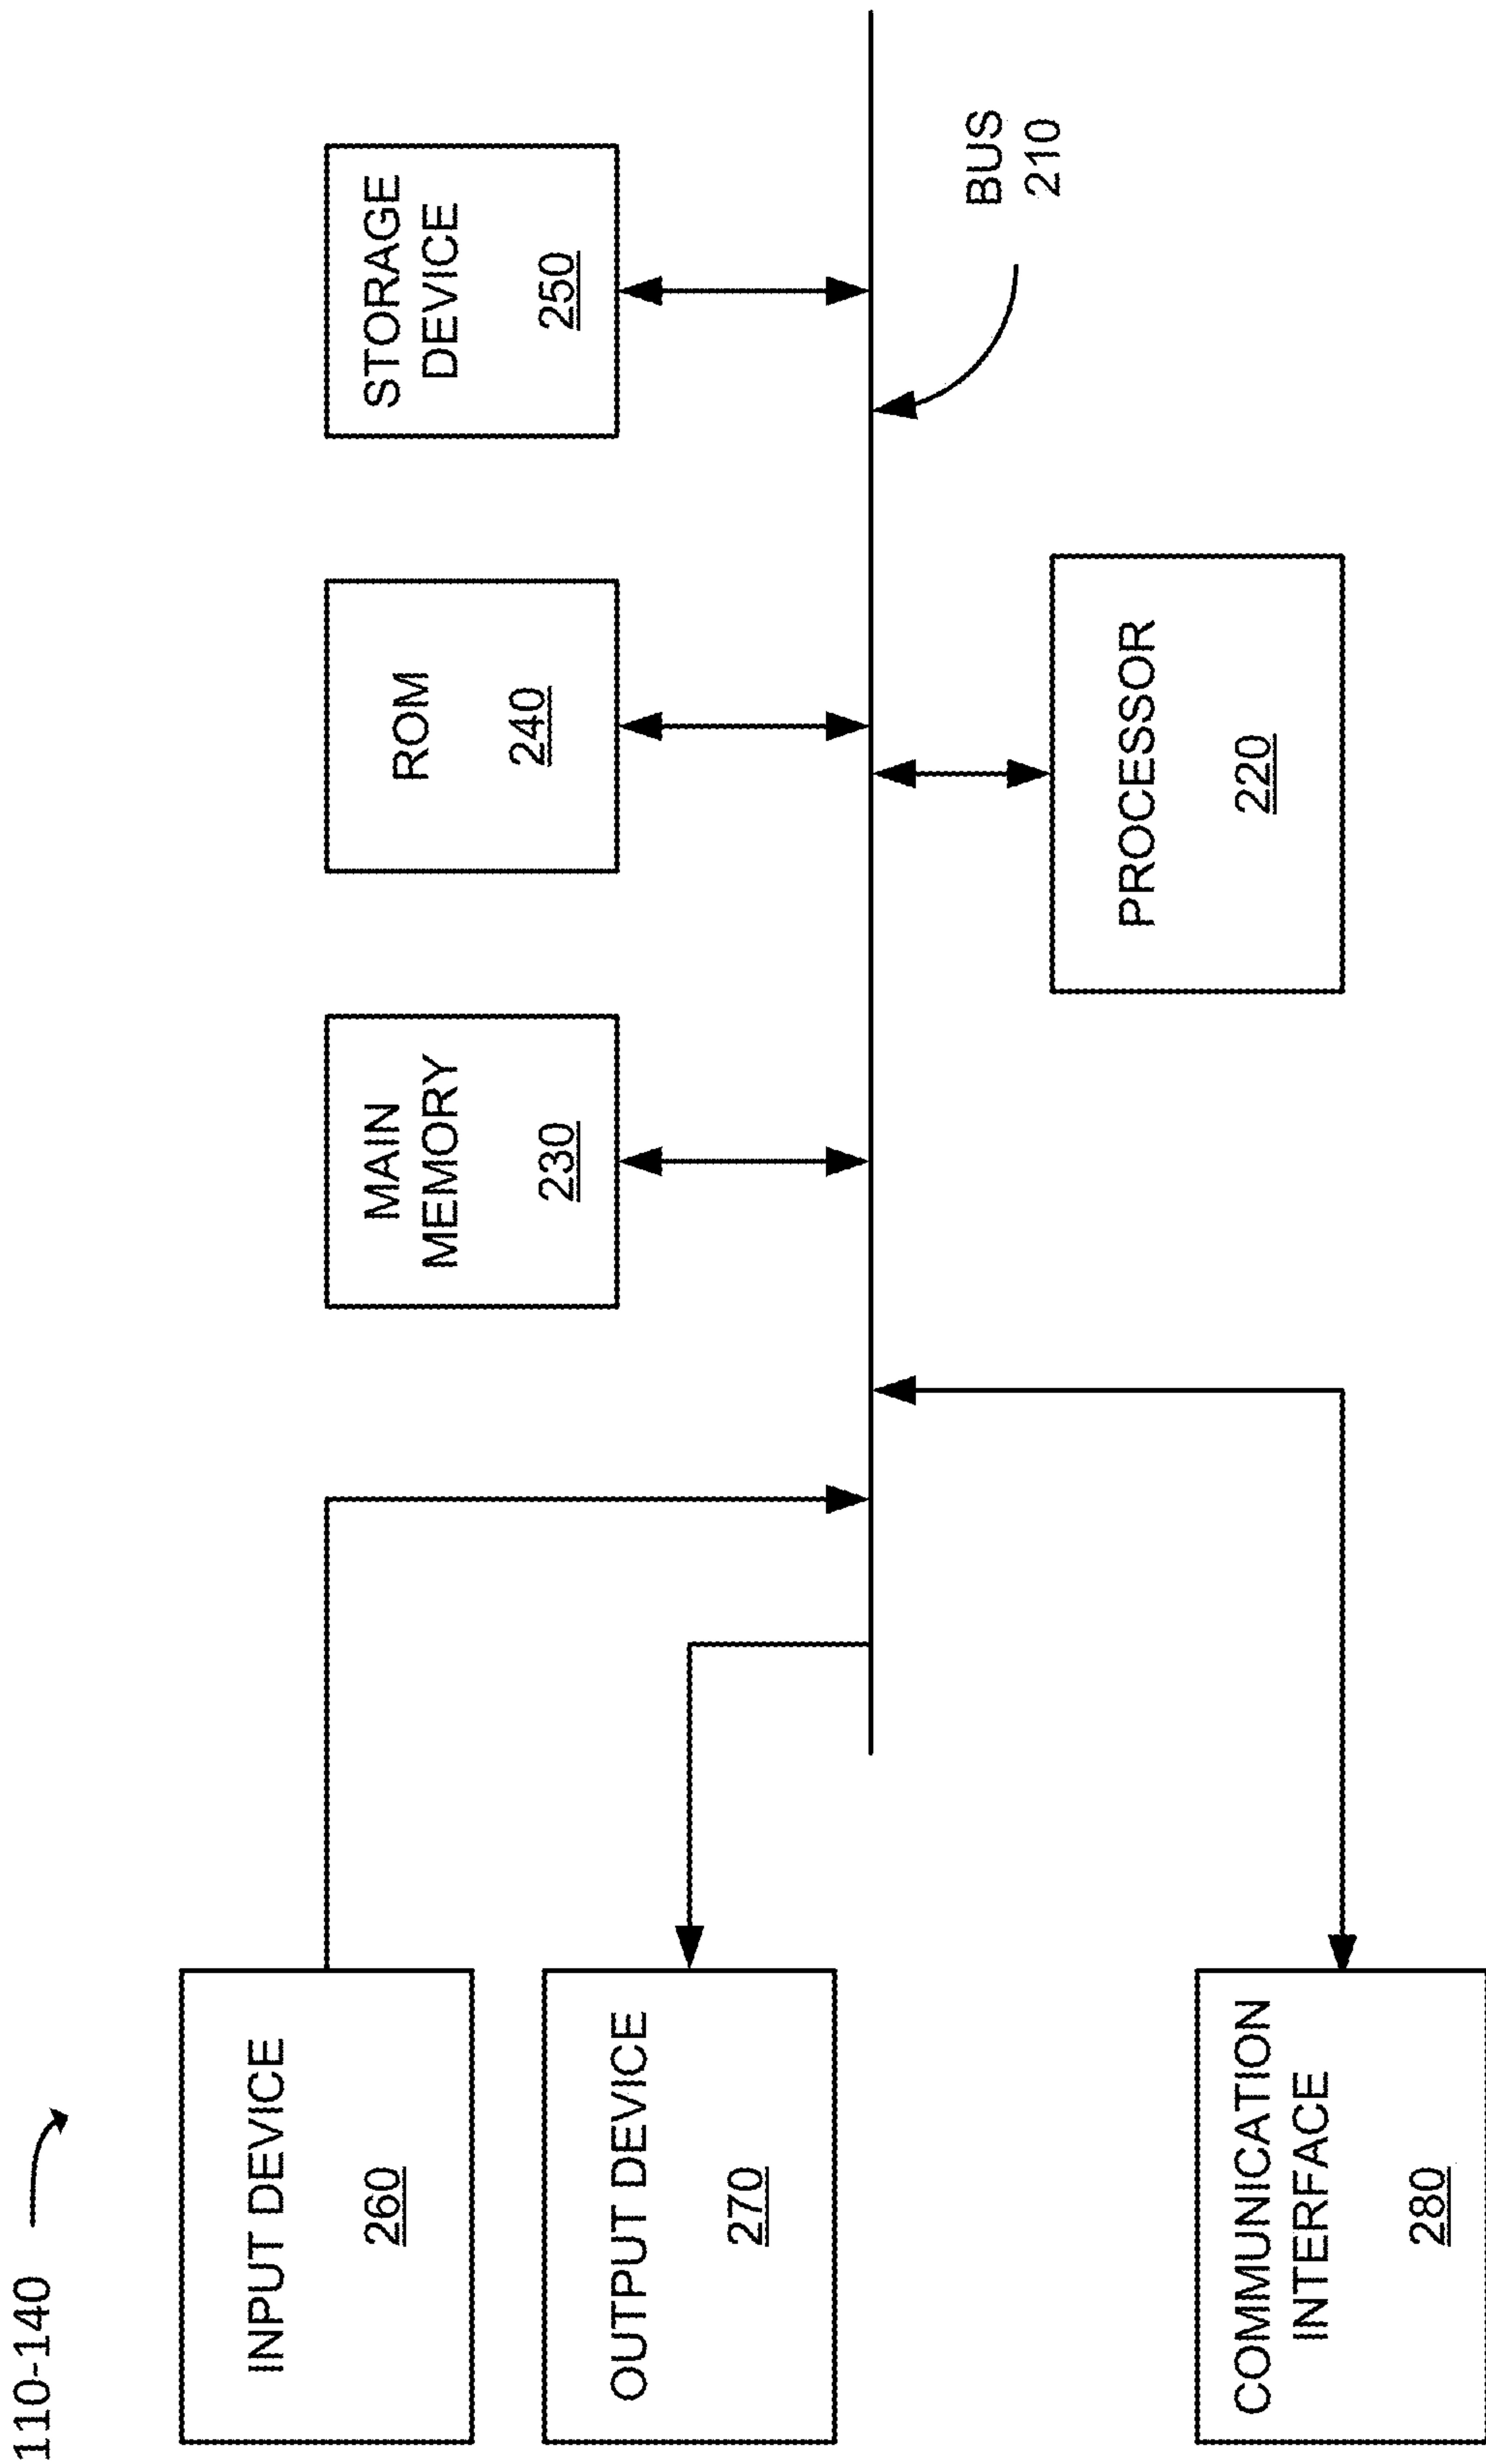 110-140
INPUT DEVICE
260
OUTPUT DEVICE
270
COMMUNICATION
INTERFACE
280
MAIN
MEMORY
230
ROM
240
STORAGE
DEVICE
250
PROCESSOR
220
BUS
210